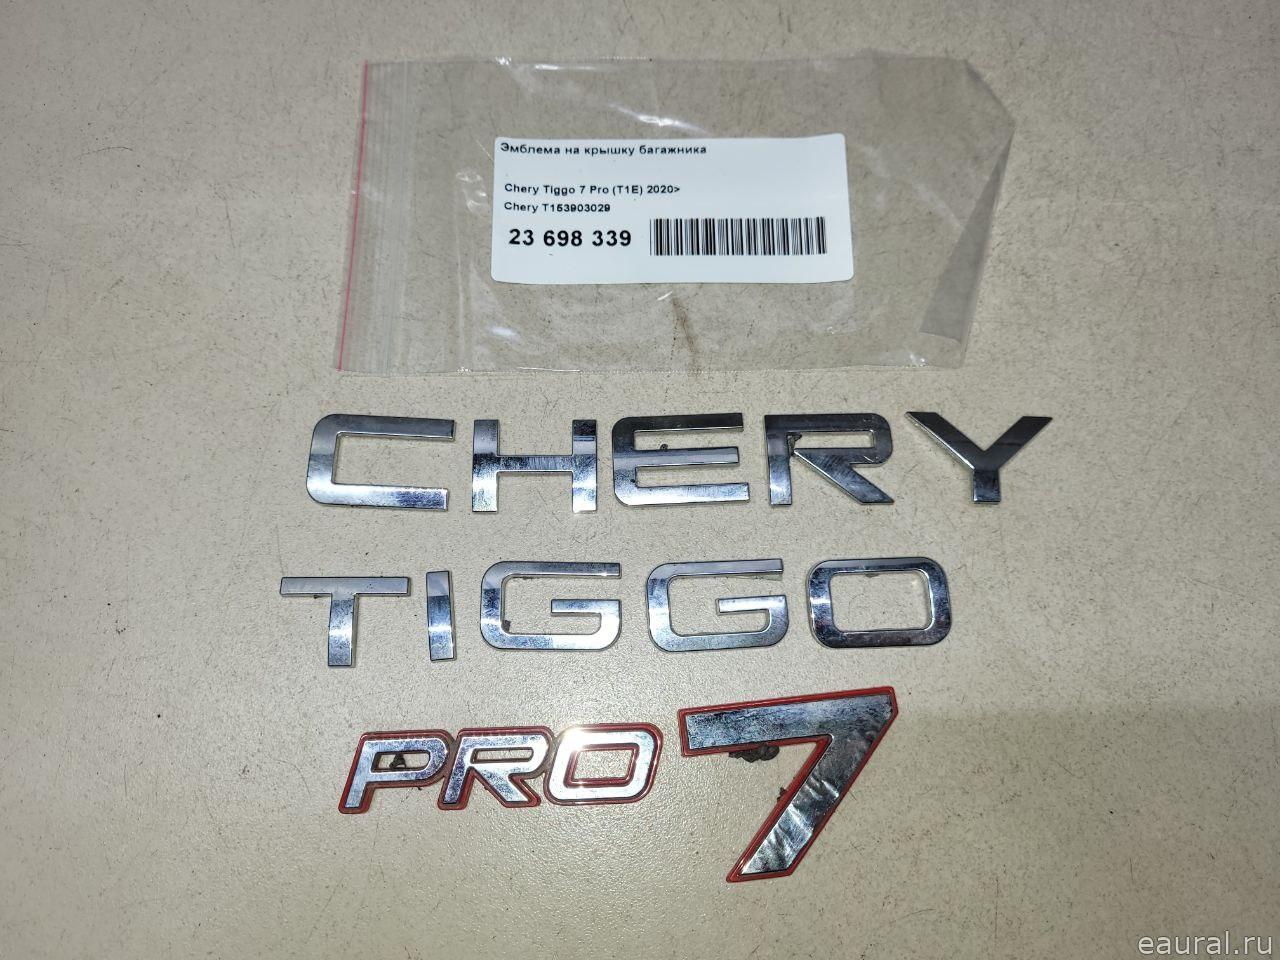 Эмблема на крышку багажника
Chery Tiggo 7 Pro (T1E) 2020>
Chery T153903029
23 698 339
CHERY
TIGGO
PRO 7
eaural.ru